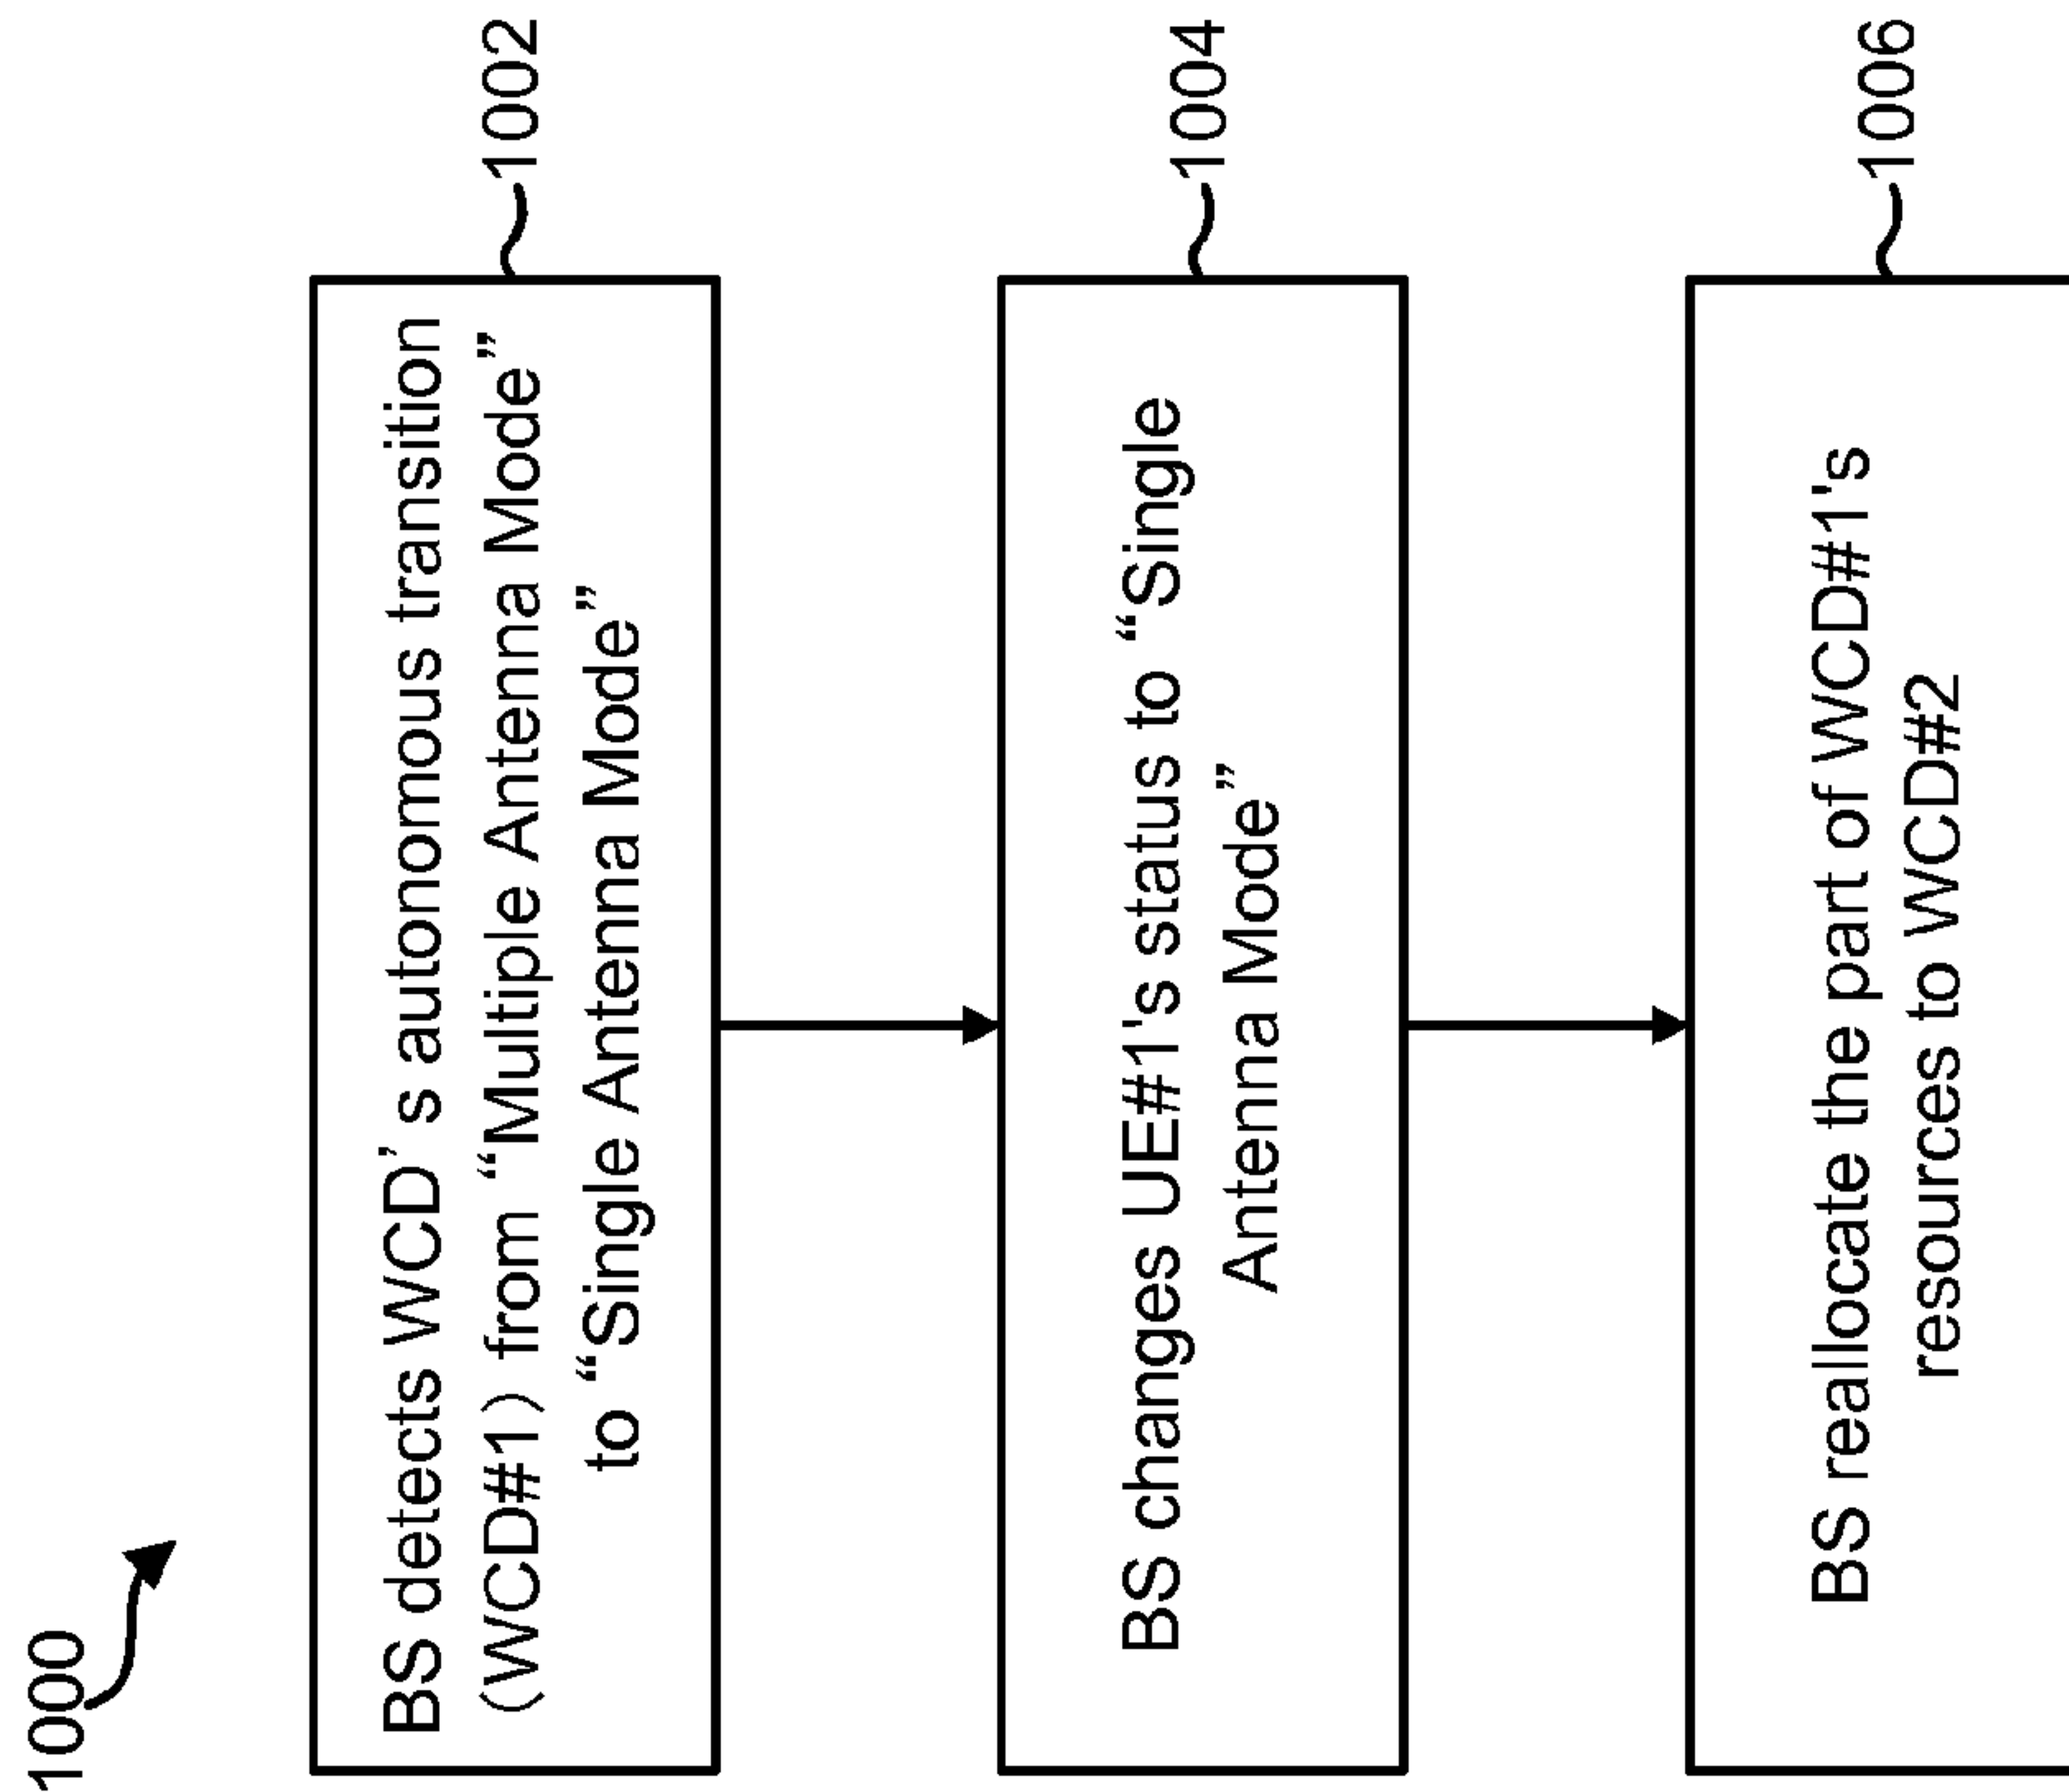 1000
BS detects WCD’s autonomous transition
(WCD#1) from “Multiple Antenna Mode”
to “Single Antenna Mode”
1002
BS changes UE#1's status to “Single
Antenna Mode”
1004
BS reallocate the part of WCD#1's
resources to WCD#2
1006